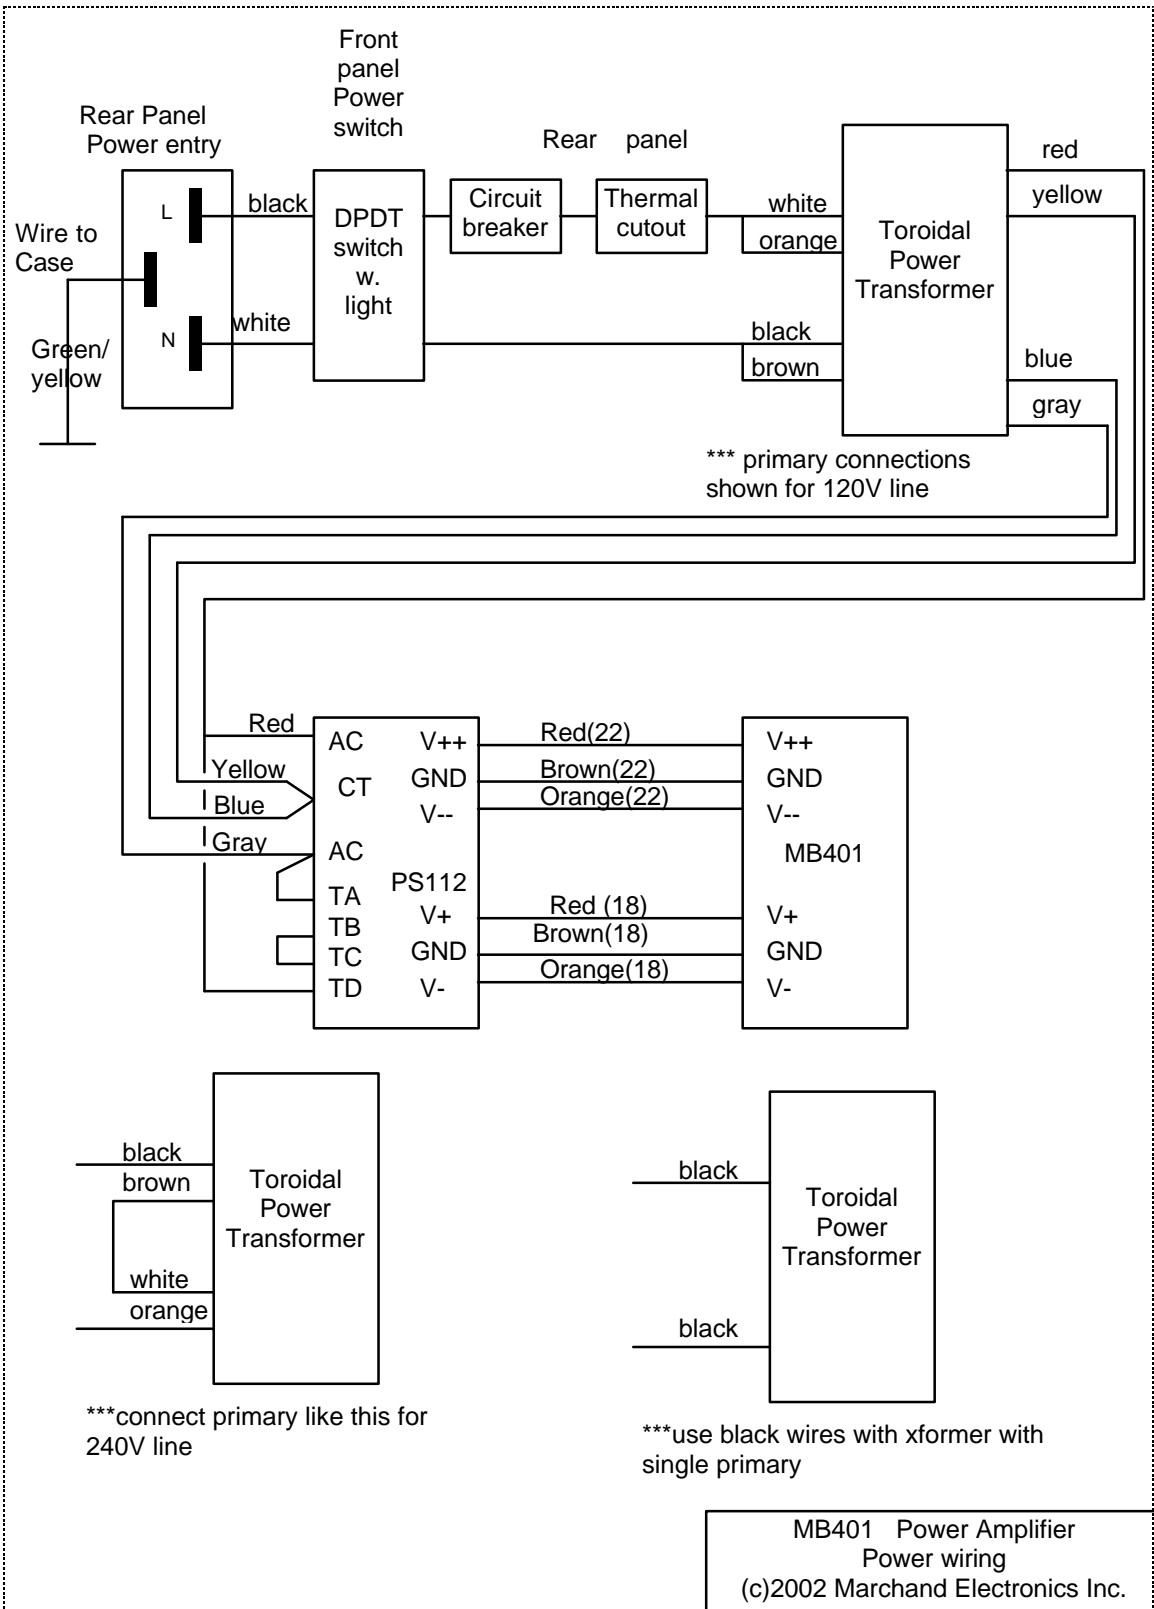 Front
panel
Power
switch
Rear Panel
Power entry
Rear panel
red
yellow
L
black
DPDT
switch
w.
light
Circuit
breaker
Thermal
cutout
white
orange
Toroidal
Power
Transformer
Wire to
Case
N
white
Green/
yellow
black
brown
blue
gray
*** primary connections
shown for 120V line
Red
Yellow
Blue
Gray
AC
CT
AC
TA
TB
TC
TD
V++
GND
V--
PS112
V+
GND
V-
Red(22)
Brown(22)
Orange(22)
Red (18)
Brown(18)
Orange(18)
V++
GND
V--
MB401
V+
GND
V-
black
brown
white
orange
Toroidal
Power
Transformer
***connect primary like this for
240V line
black
black
Toroidal
Power
Transformer
***use black wires with xformer with
single primary
MB401 Power Amplifier
Power wiring
(c)2002 Marchand Electronics Inc.